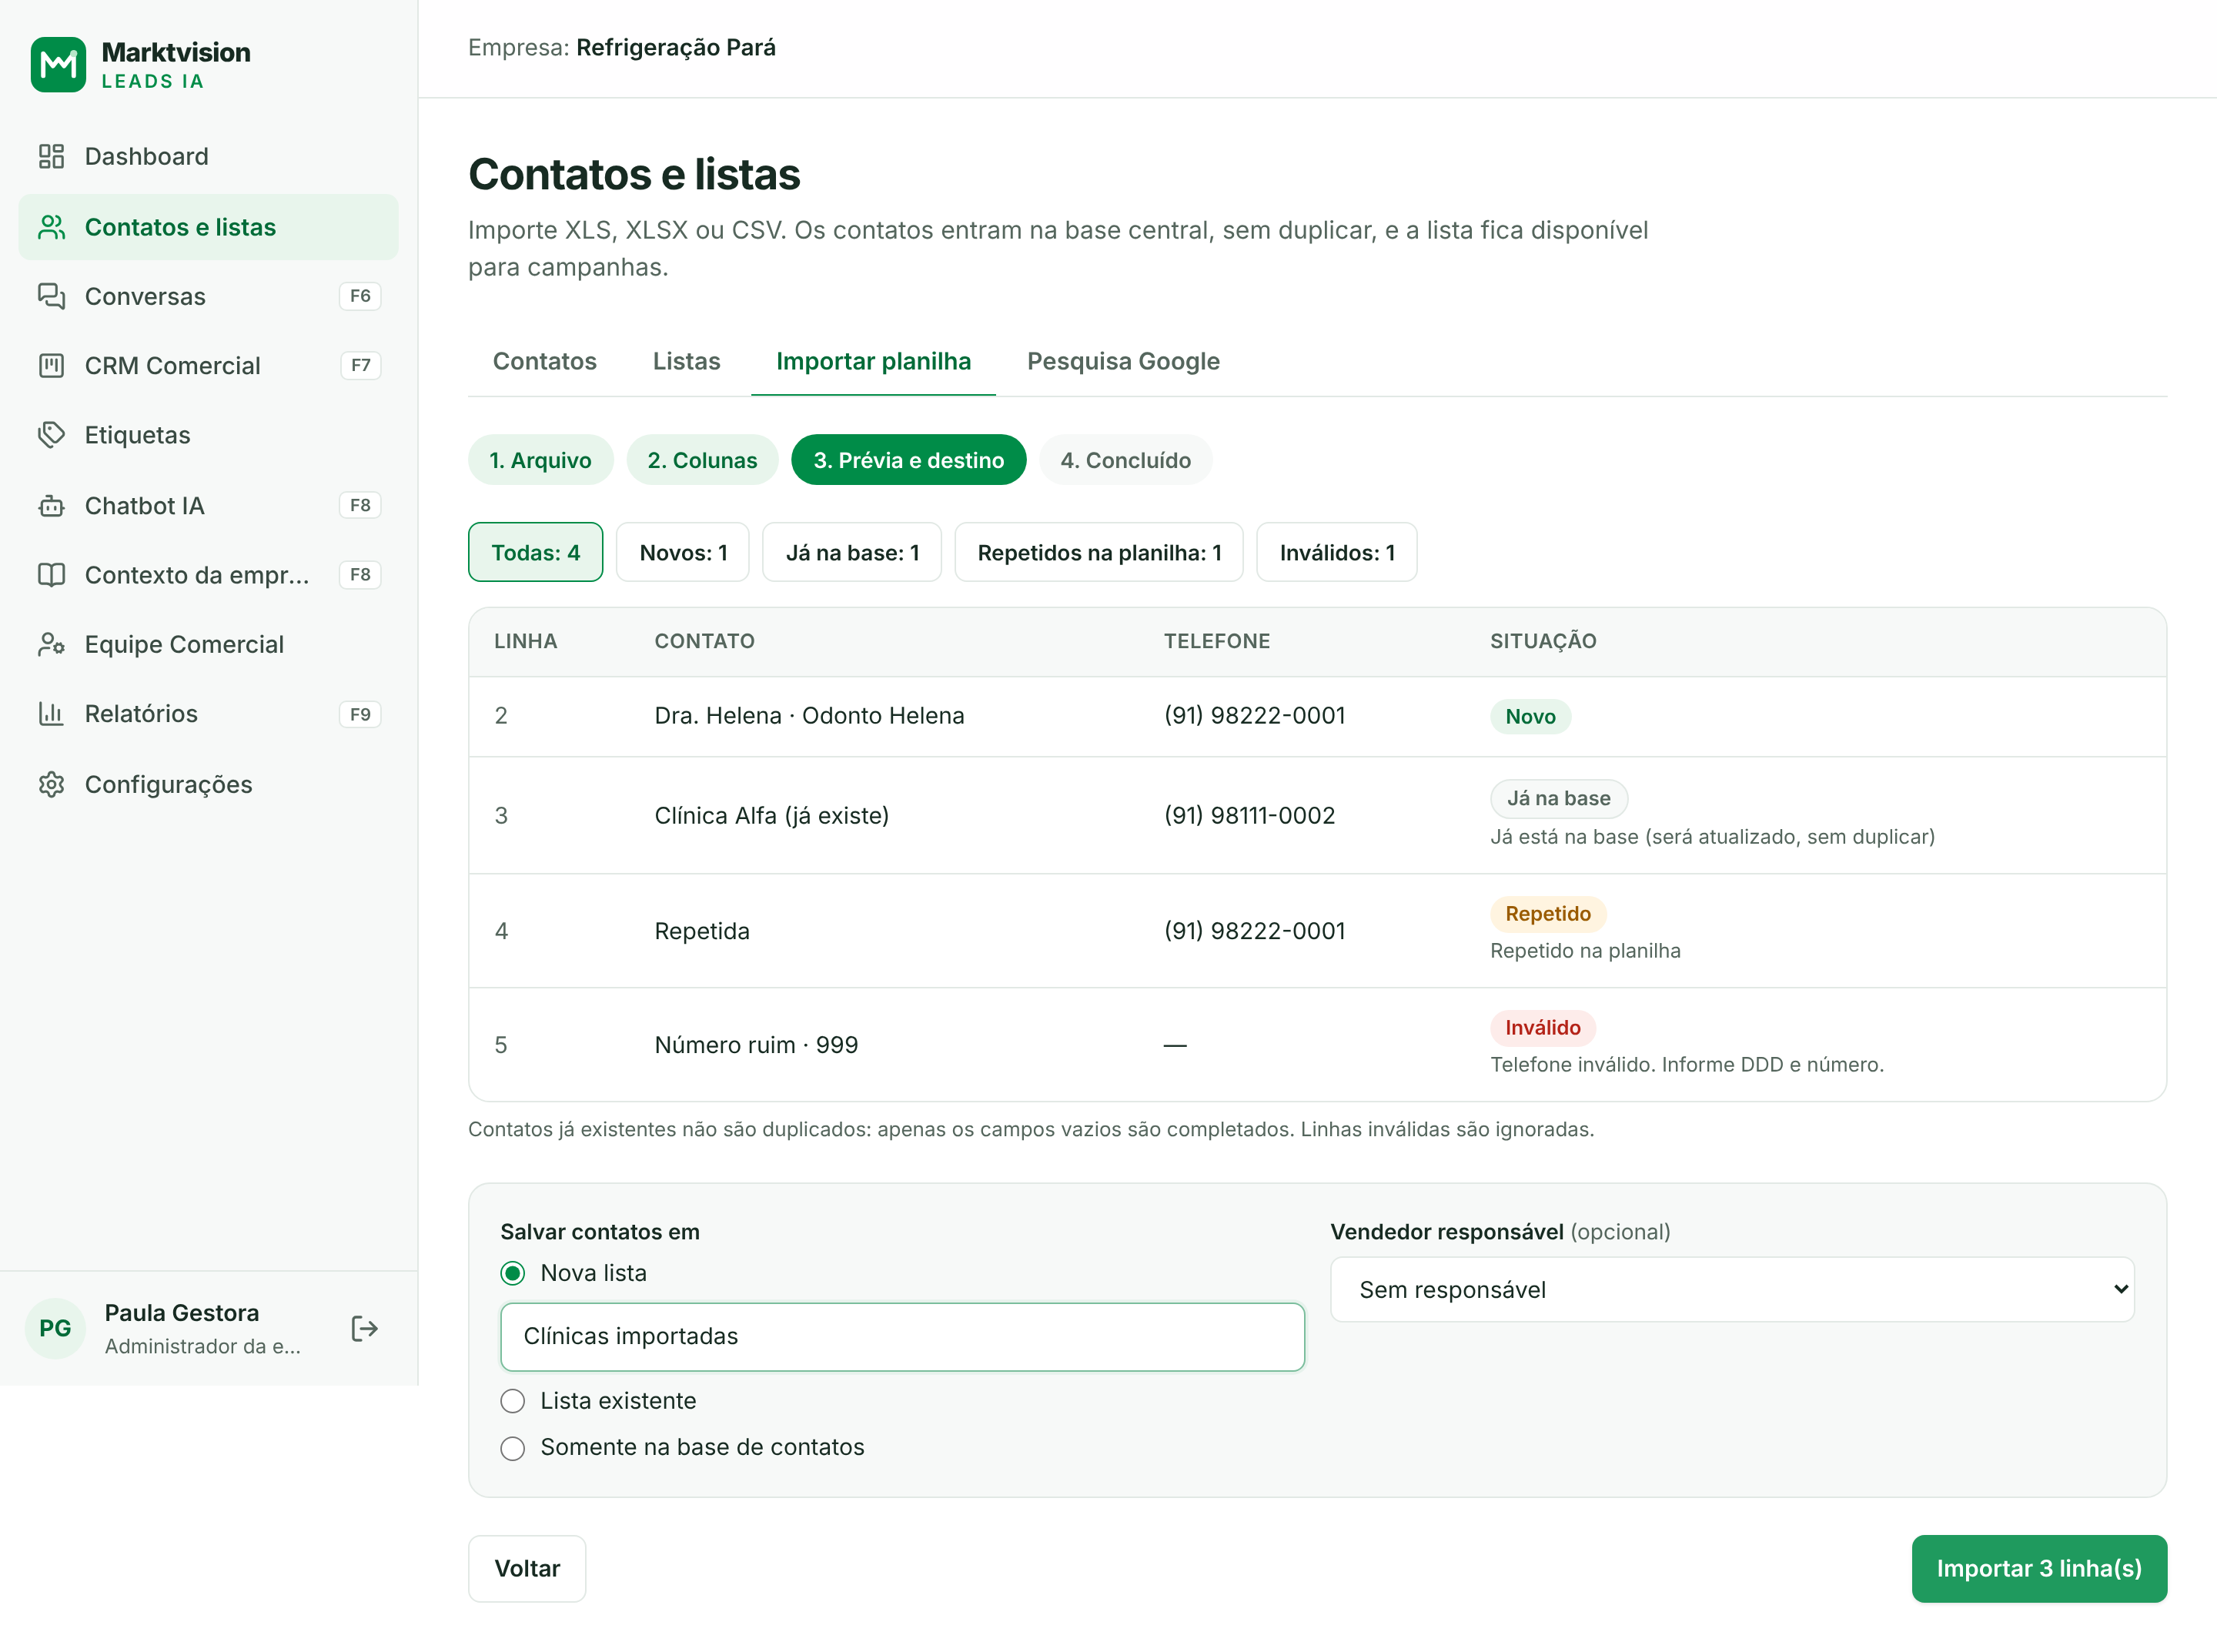 Marktvision
LEADS IA
Dashboard
Contatos e listas
Conversas F6
CRM Comercial F7
Etiquetas
Chatbot IA F8
Contexto da empr... F8
Equipe Comercial
Relatórios F9
Configurações
PG
Paula Gestora
Administrador da e...
Empresa: Refrigeração Pará
Contatos e listas
Importe XLS, XLSX ou CSV. Os contatos entram na base central, sem duplicar, e a lista fica disponível
para campanhas.
Contatos Listas Importar planilha Pesquisa Google
1. Arquivo 2. Colunas 3. Prévia e destino 4. Concluído
Todas: 4 Novos: 1 Já na base: 1 Repetidos na planilha: 1 Inválidos: 1
LINHA CONTATO TELEFONE SITUAÇÃO
2 Dra. Helena · Odonto Helena (91) 98222-0001 Novo
3 Clínica Alfa (já existe) (91) 98111-0002 Já na base
Já está na base (será atualizado, sem duplicar)
4 Repetida (91) 98222-0001 Repetido
Repetido na planilha
5 Número ruim · 999 — Inválido
Telefone inválido. Informe DDD e número.
Contatos já existentes não são duplicados: apenas os campos vazios são completados. Linhas inválidas são ignoradas.
Salvar contatos em
Nova lista
Clínicas importadas
Lista existente
Somente na base de contatos
Vendedor responsável (opcional)
Sem responsável
Voltar
Importar 3 linha(s)